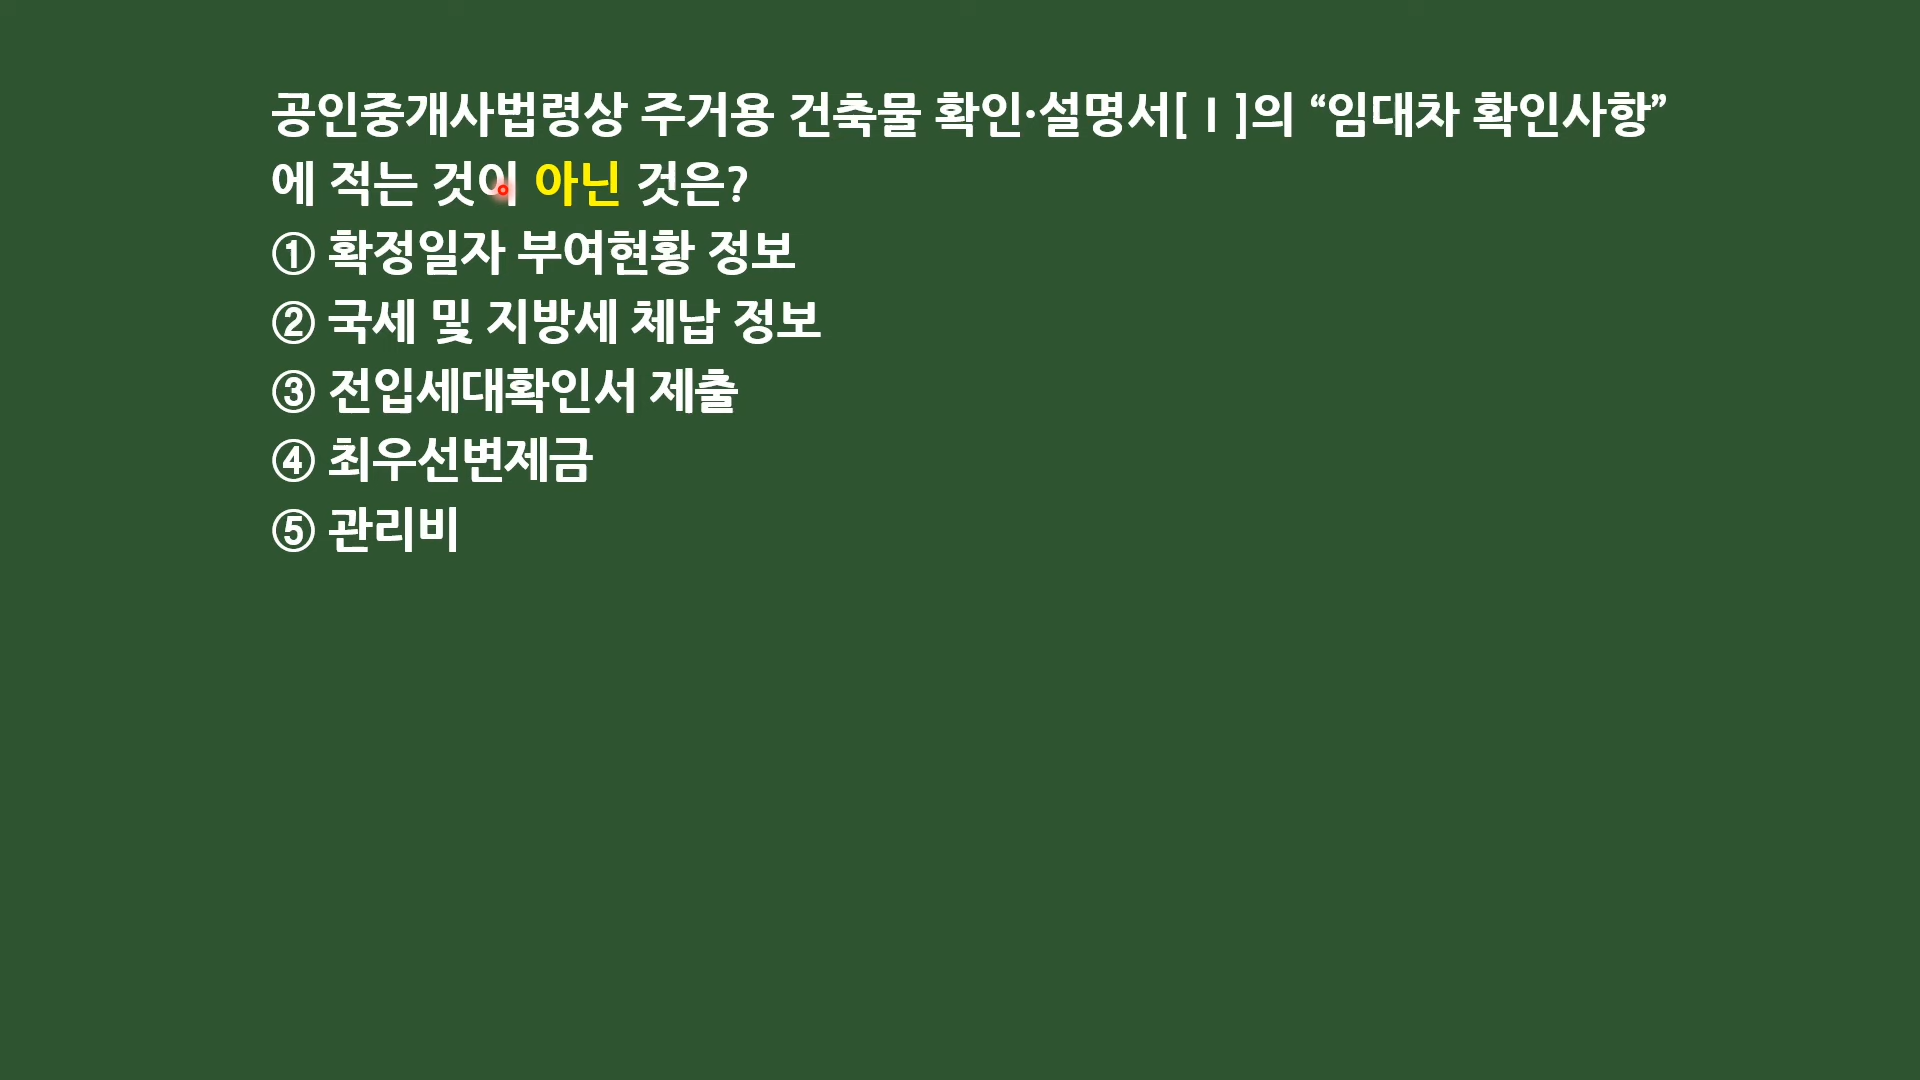 공인중개사법령상 주거용 건축물 확인·설명서[Ⅰ]의 “임대차 확인사항”
에 적는 것이 아닌 것은?
① 확정일자 부여현황 정보
② 국세 및 지방세 체납 정보
③ 전입세대확인서 제출
④ 최우선변제금
⑤ 관리비